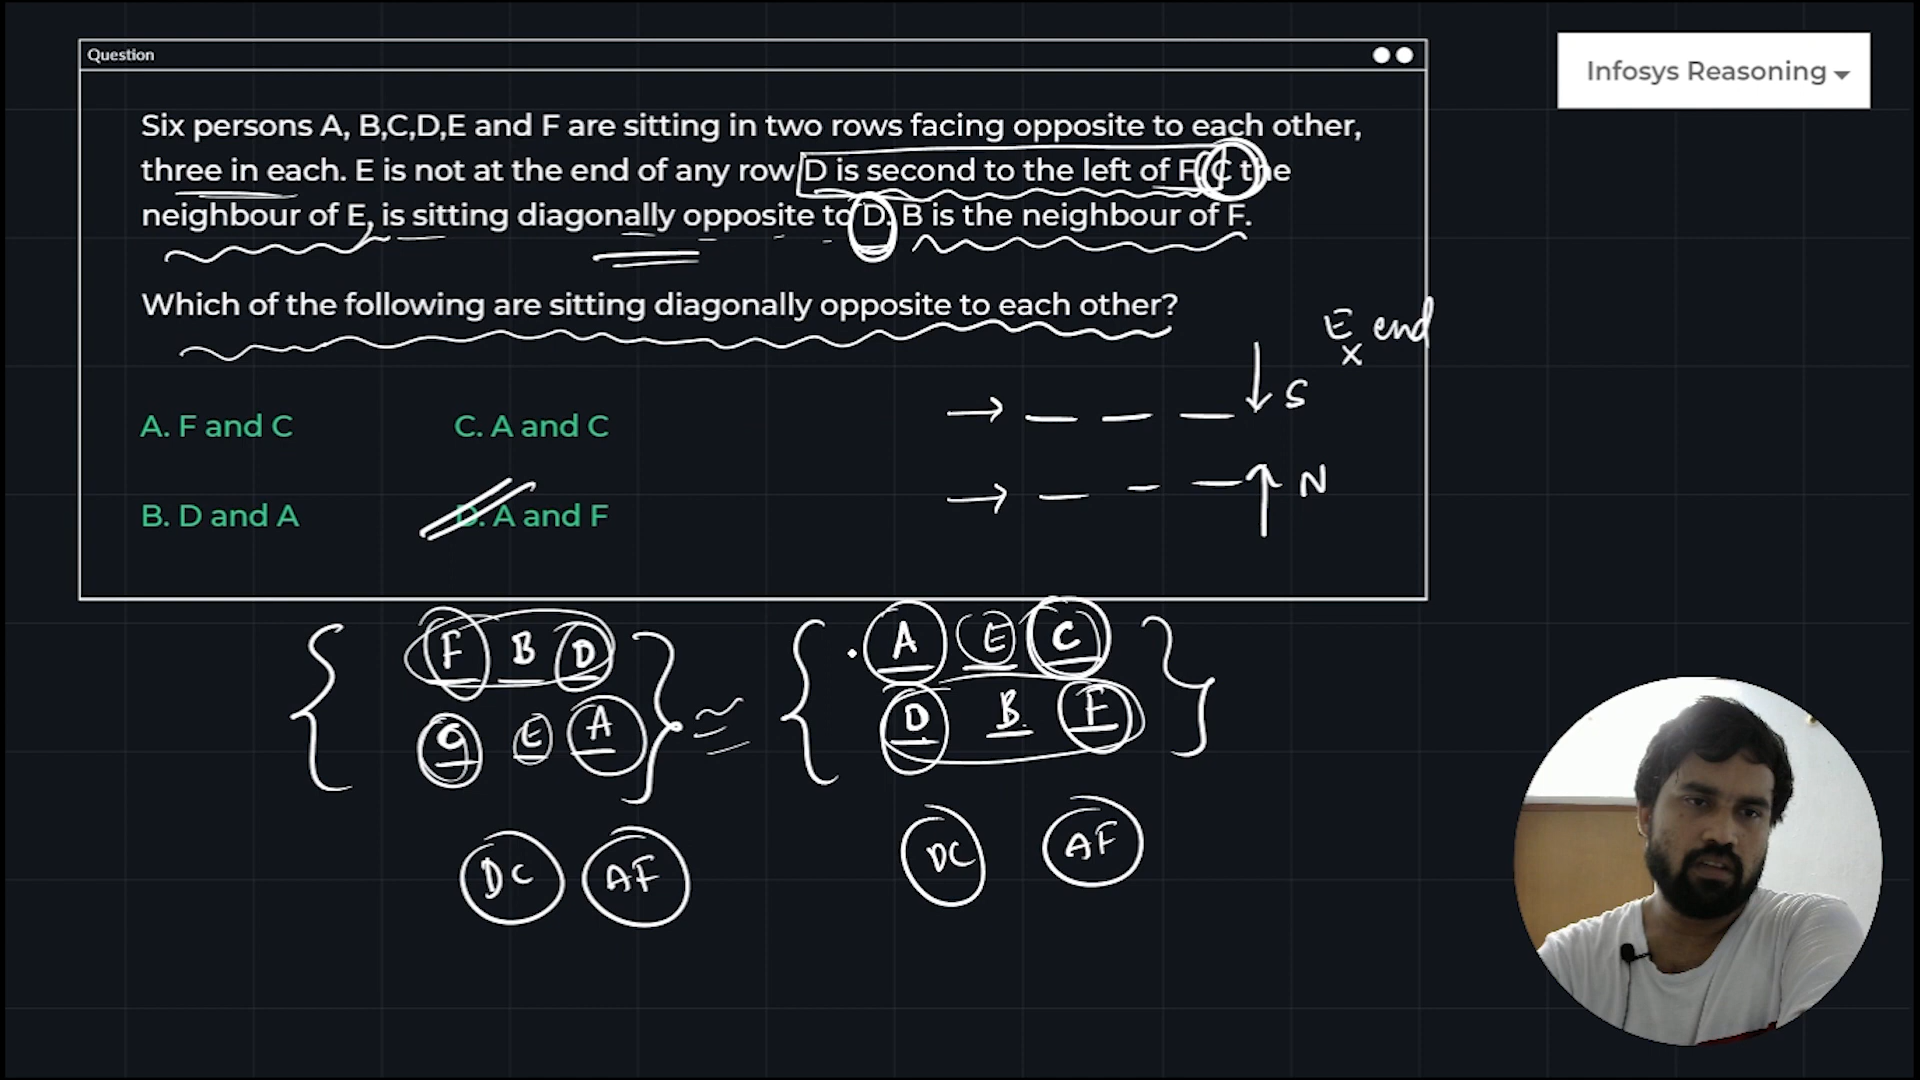 Question
Infosys Reasoning
Six persons A, B,C,D,E and F are sitting in two rows facing opposite to each other,
three in each. E is not at the end of any row D is second to the left of F. C the
neighbour of E, is sitting diagonally opposite to D. B is the neighbour of F.
Which of the following are sitting diagonally opposite to each other?
E end
x
S
A. F and C
C. A and C
N
B. D and A
D. A and F
F B D
A E C
C E A
D B F
DC AF
DC AF